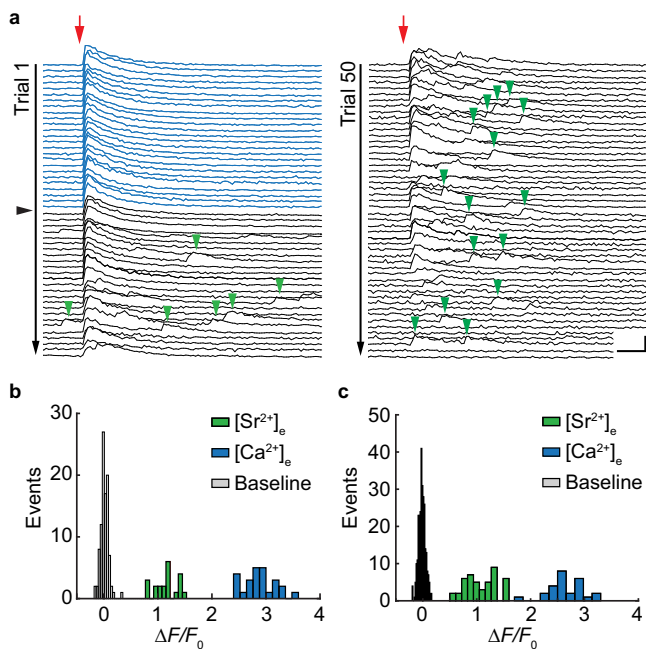 a
Trial 1
Trial 50
b
30
20
10
0
Events
0 1 2 3 4
ΔF/F₀
[Sr²⁺]ₑ
[Ca²⁺]ₑ
Baseline
c
50
40
30
20
10
0
Events
0 1 2 3 4
ΔF/F₀
[Sr²⁺]ₑ
[Ca²⁺]ₑ
Baseline